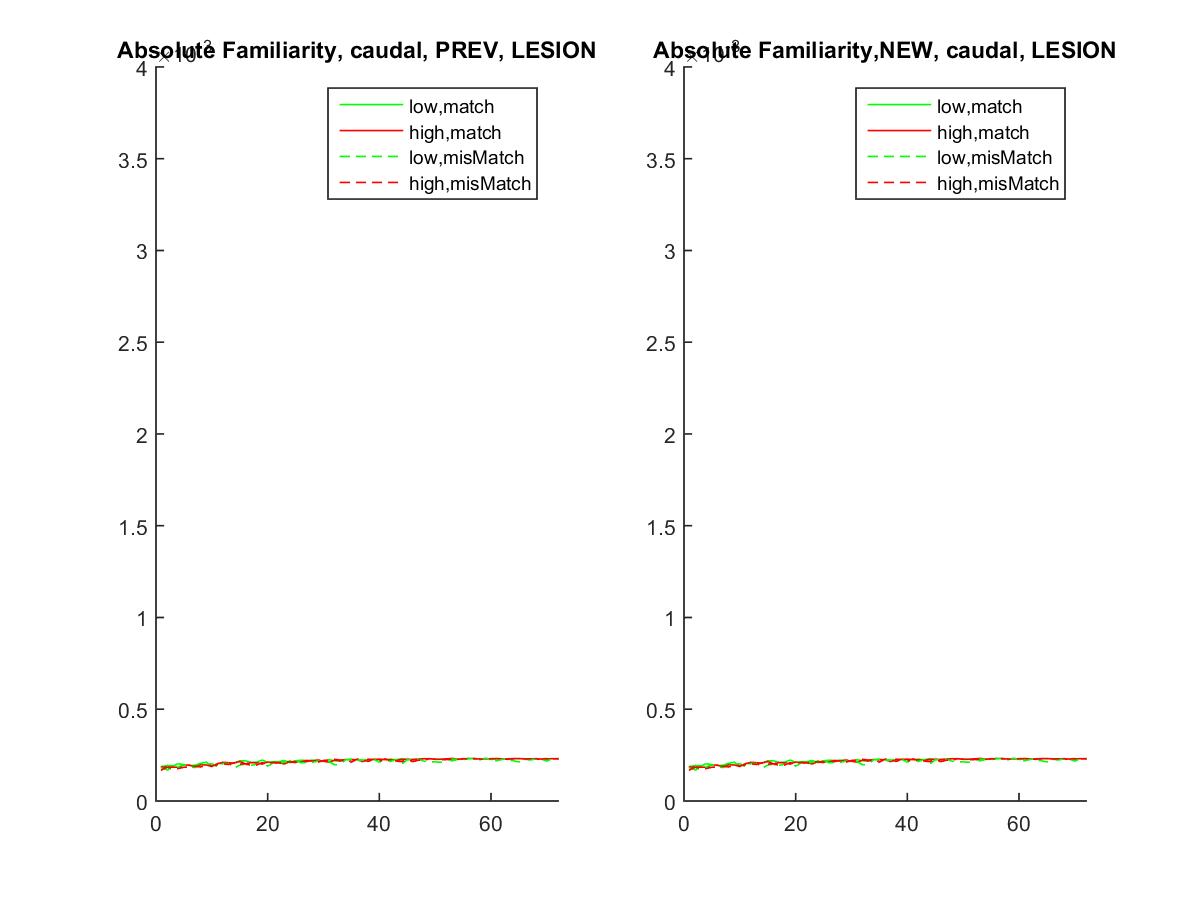 Absolute Familiarity, caudal, PREV, LESION
4
3.5
3
2.5
2
1.5
1
0.5
0
0
20
40
60
low,match
high,match
low,misMatch
high,misMatch
Absolute Familiarity,NEW, caudal, LESION
4
3.5
3
2.5
2
1.5
1
0.5
0
0
20
40
60
low,match
high,match
low,misMatch
high,misMatch